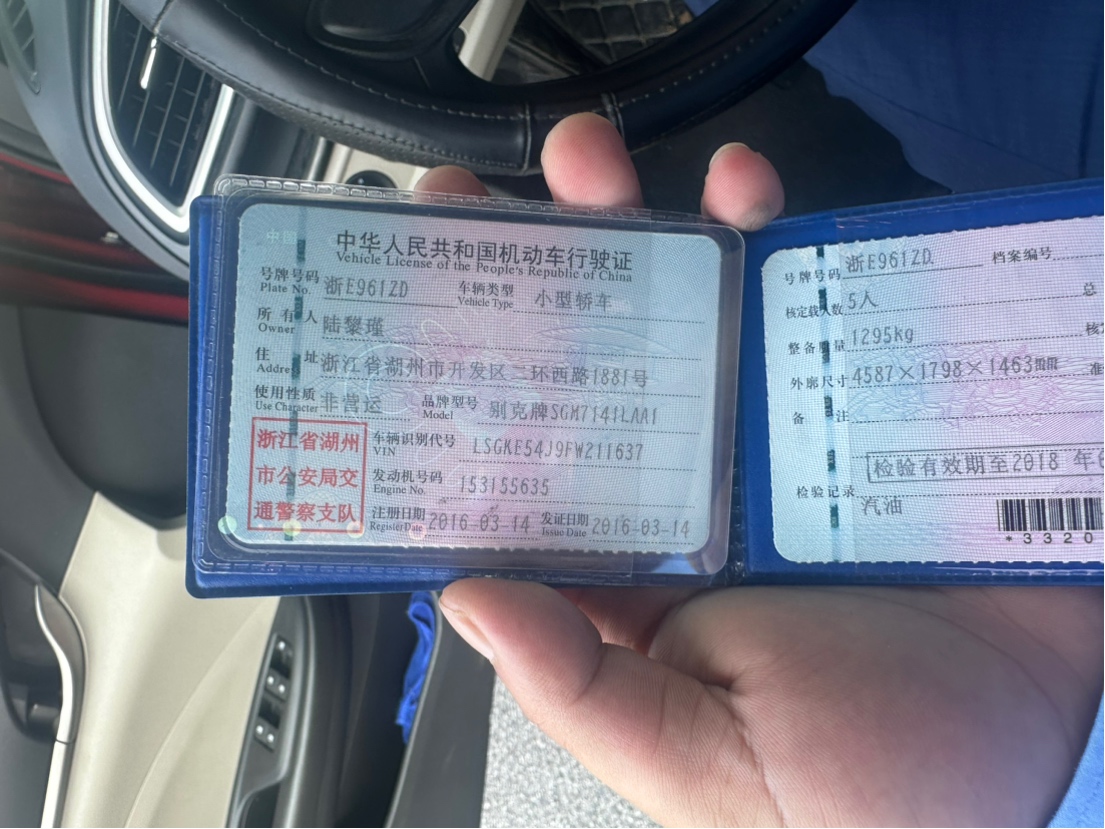 中华人民共和国机动车行驶证
Vehicle License of the People's Republic of China
号牌号码 浙E961ZD 车辆类型 小型轿车
Plate No. Vehicle Type
所有人 陆黎瑾
Owner
住址 浙江省湖州市开发区二环西路1881号
Address
使用性质 非营运 品牌型号 别克牌SGM7141LAA1
Use Character Model
浙江省湖州
市公安局交
通警察支队
车辆识别代号 LSGKE54J9FW211637
VIN
发动机号码 153155635
Engine No.
注册日期 2016-03-14 发证日期 2016-03-14
Register Date Issue Date
号牌号码 浙E961ZD 档案编号
核定载人数 5人 总
整备质量 1295kg 核定
外廓尺寸 4587×1798×1463mm 准
备注
检验有效期至2018 年
检验记录
汽油
*3320